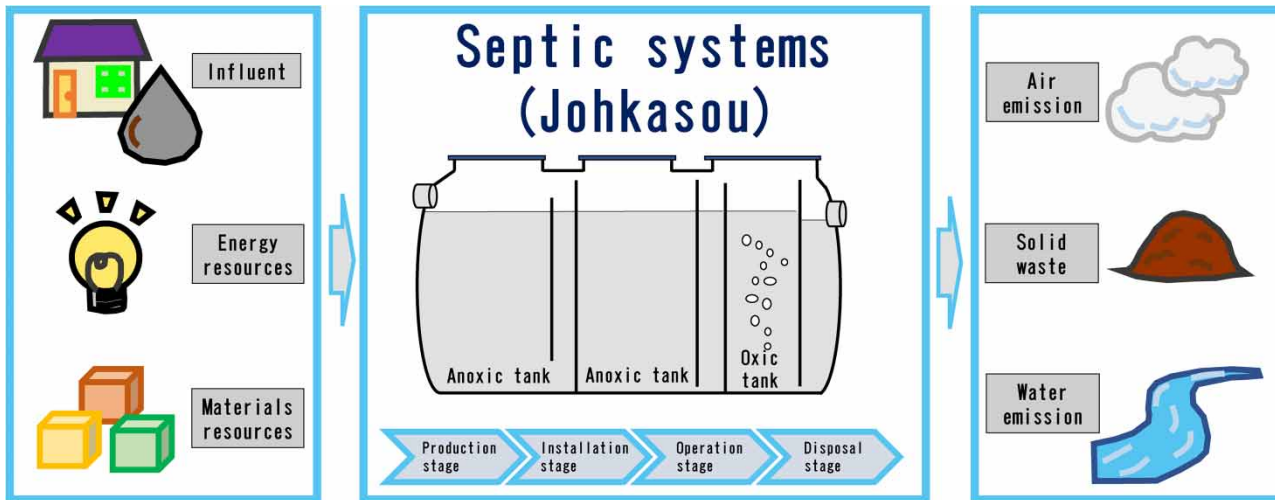 Influent
Energy
resources
Materials
resources
Septic systems
(Johkasou)
Anoxic tank
Anoxic tank
Oxic
tank
Production
stage
Installation
stage
Operation
stage
Disposal
stage
Air
emission
Solid
waste
Water
emission